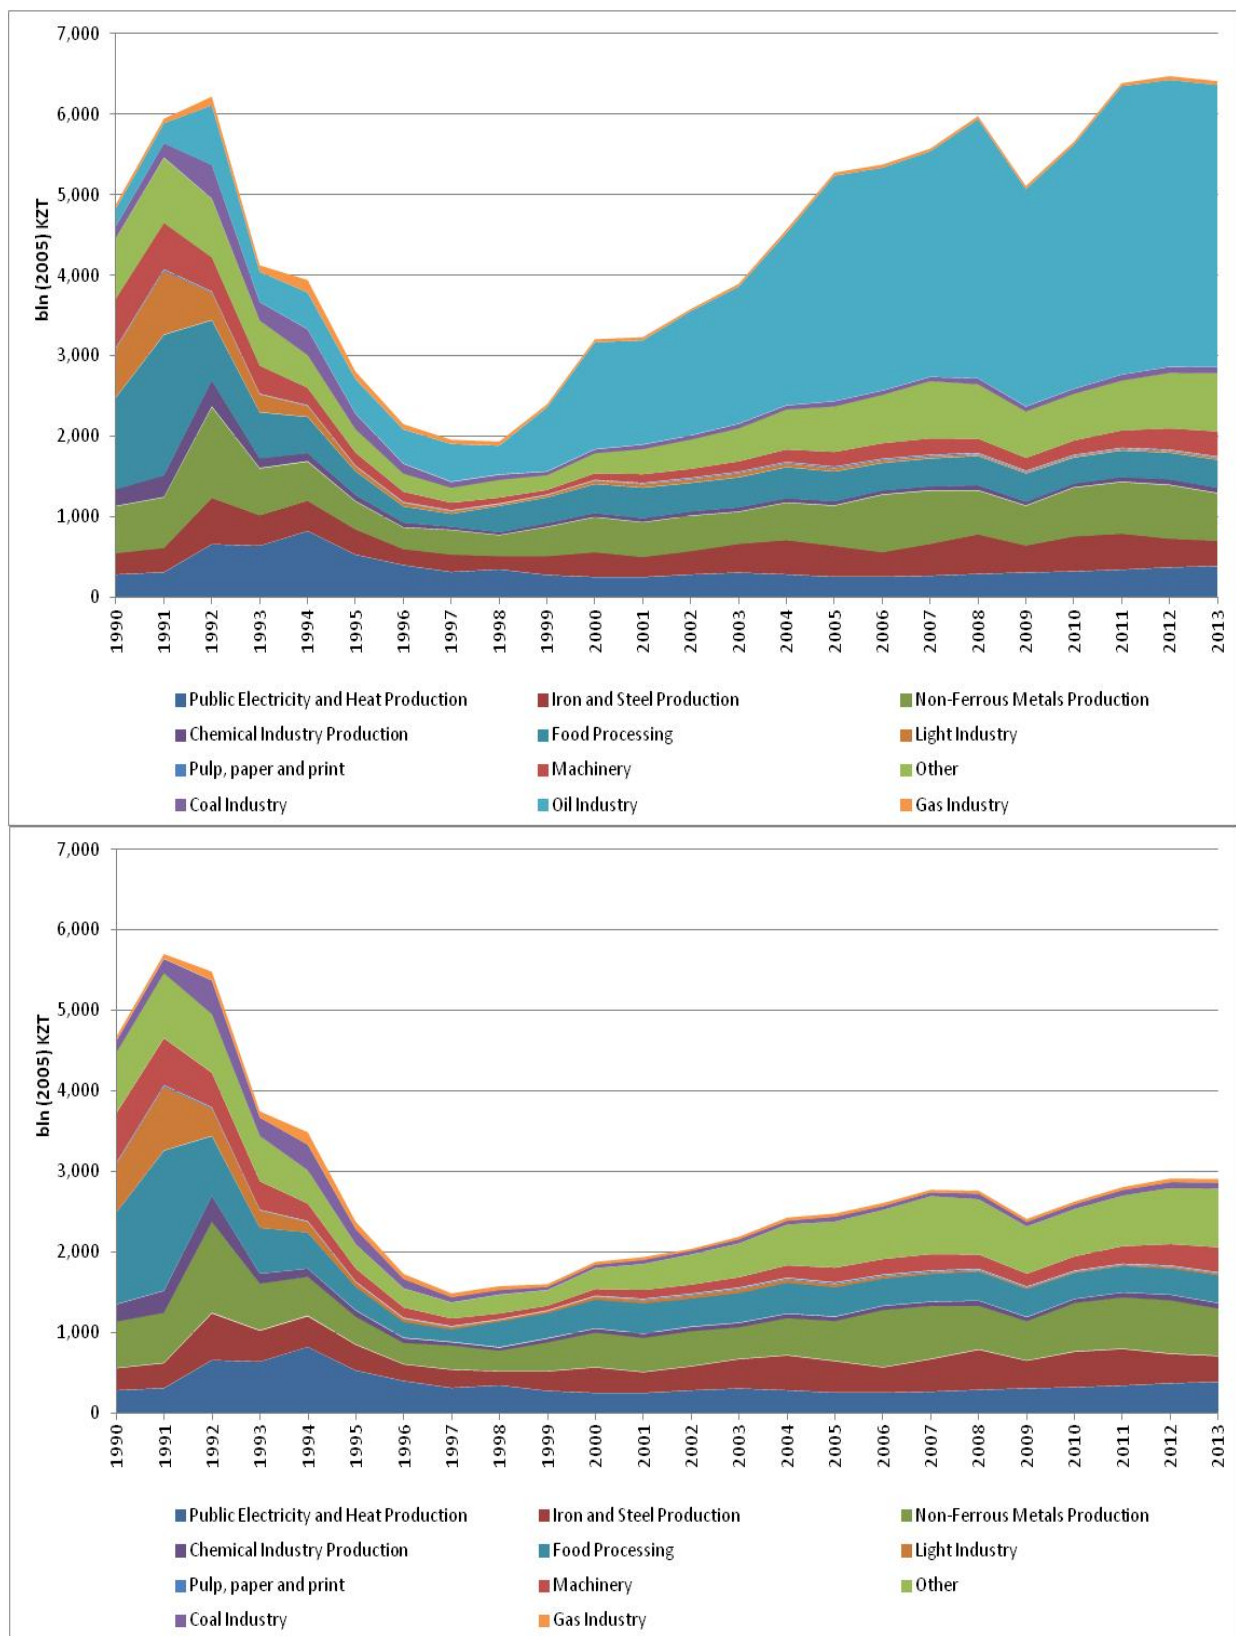 7,000
6,000
5,000
4,000
3,000
2,000
1,000
0
bln (2005) KZT
1990 1991 1992 1993 1994 1995 1996 1997 1998 1999 2000 2001 2002 2003 2004 2005 2006 2007 2008 2009 2010 2011 2012 2013
Public Electricity and Heat Production Iron and Steel Production Non-Ferrous Metals Production
Chemical Industry Production Food Processing Light Industry
Pulp, paper and print Machinery Other
Coal Industry Oil Industry Gas Industry
7,000
6,000
5,000
4,000
3,000
2,000
1,000
0
bln (2005) KZT
1990 1991 1992 1993 1994 1995 1996 1997 1998 1999 2000 2001 2002 2003 2004 2005 2006 2007 2008 2009 2010 2011 2012 2013
Public Electricity and Heat Production Iron and Steel Production Non-Ferrous Metals Production
Chemical Industry Production Food Processing Light Industry
Pulp, paper and print Machinery Other
Coal Industry Gas Industry